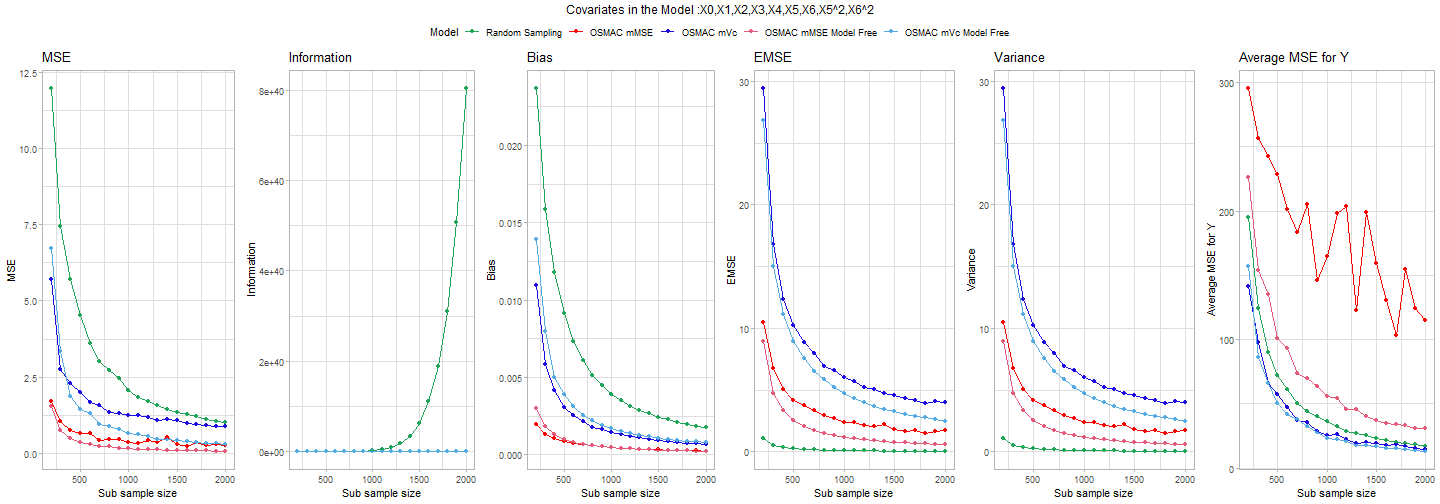 Covariates in the Model :X0,X1,X2,X3,X4,X5,X6,X5^2,X6^2
Model Random Sampling OSMAC mMSE OSMAC mVc OSMAC mMSE Model Free OSMAC mVc Model Free
MSE
12.5
10.0
7.5
5.0
2.5
0.0
MSE
500 1000 1500 2000
Sub sample size
Information
8e+40
6e+40
4e+40
2e+40
0e+00
Information
500 1000 1500 2000
Sub sample size
Bias
0.020
0.015
0.010
0.005
0.000
Bias
500 1000 1500 2000
Sub sample size
EMSE
30
20
10
0
EMSE
500 1000 1500 2000
Sub sample size
Variance
30
20
10
0
Variance
500 1000 1500 2000
Sub sample size
Average MSE for Y
300
200
100
0
Average MSE for Y
500 1000 1500 2000
Sub sample size